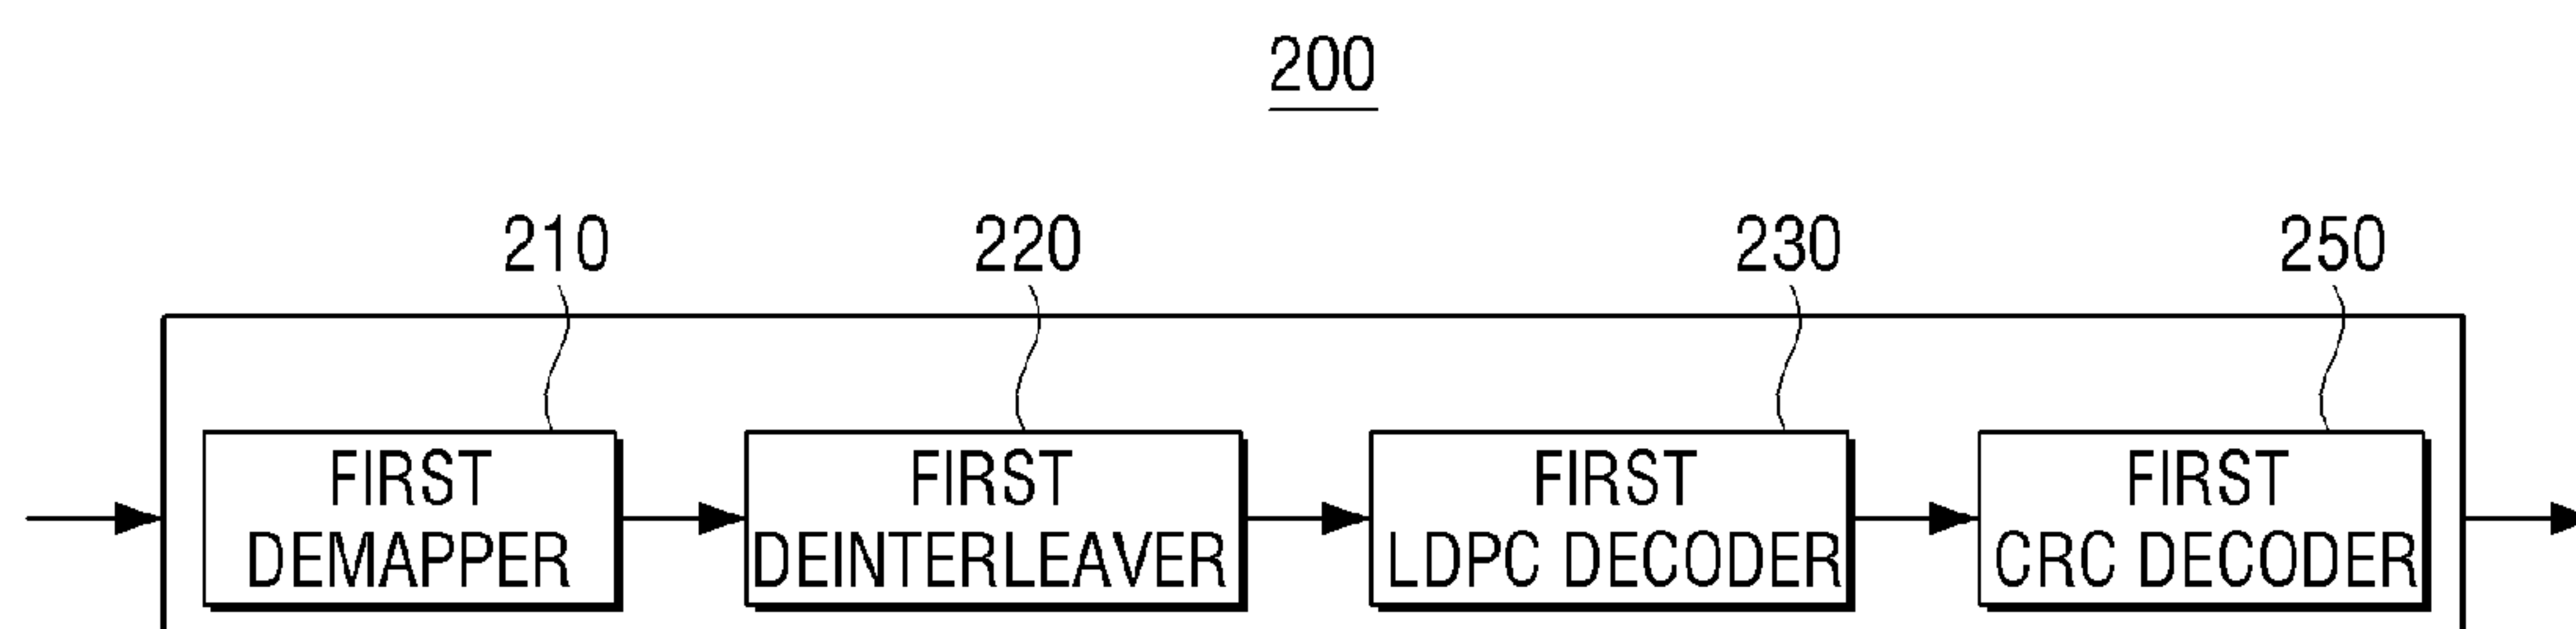 200
210
220
230
250
FIRST
DEMAPPER
FIRST
DEINTERLEAVER
FIRST
LDPC DECODER
FIRST
CRC DECODER